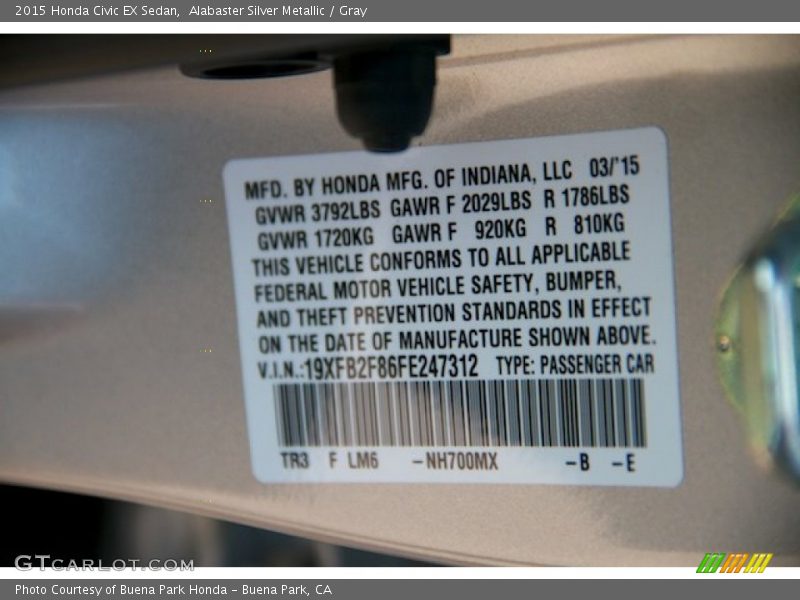 2015 Honda Civic EX Sedan,  Alabaster Silver Metallic / Gray
MFD. BY HONDA MFG. OF INDIANA, LLC 03/'15
GVWR 3792LBS GAWR F 2029LBS R 1786LBS
GVWR 1720KG GAWR F 920KG R 810KG
THIS VEHICLE CONFORMS TO ALL APPLICABLE
FEDERAL MOTOR VEHICLE SAFETY, BUMPER,
AND THEFT PREVENTION STANDARDS IN EFFECT
ON THE DATE OF MANUFACTURE SHOWN ABOVE.
V.I.N.:19XFB2F86FE247312 TYPE: PASSENGER CAR
TR3 F LM6 -NH700MX -B -E
GTCARLOT.COM
Photo Courtesy of Buena Park Honda - Buena Park, CA